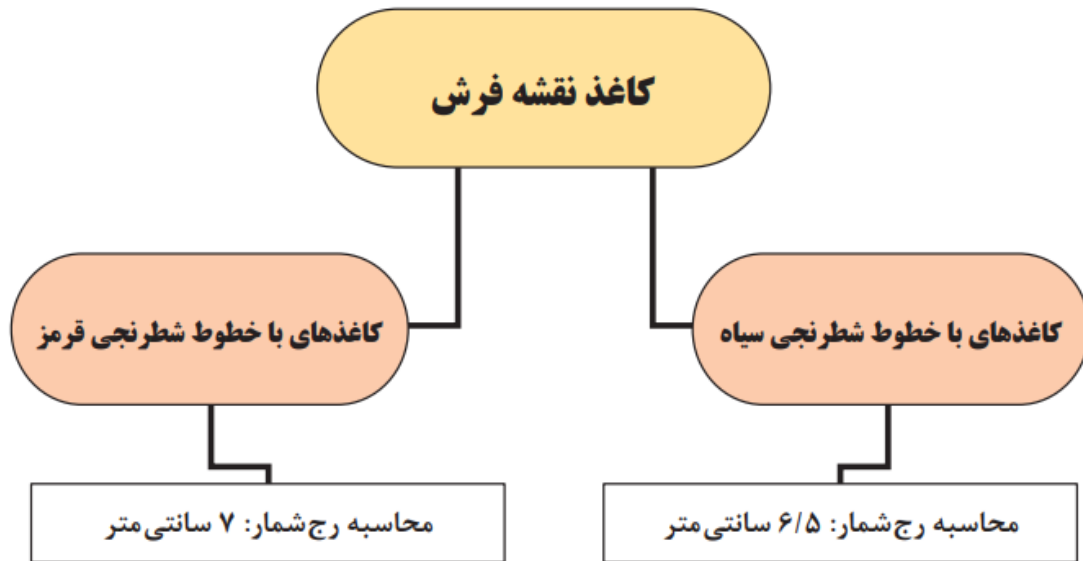 کاغذ نقشه فرش
کاغذهای با خطوط شطرنجی سیاه
کاغذهای با خطوط شطرنجی قرمز
محاسبه رج‌شمار: ۶/۵ سانتی‌متر
محاسبه رج‌شمار: ۷ سانتی‌متر